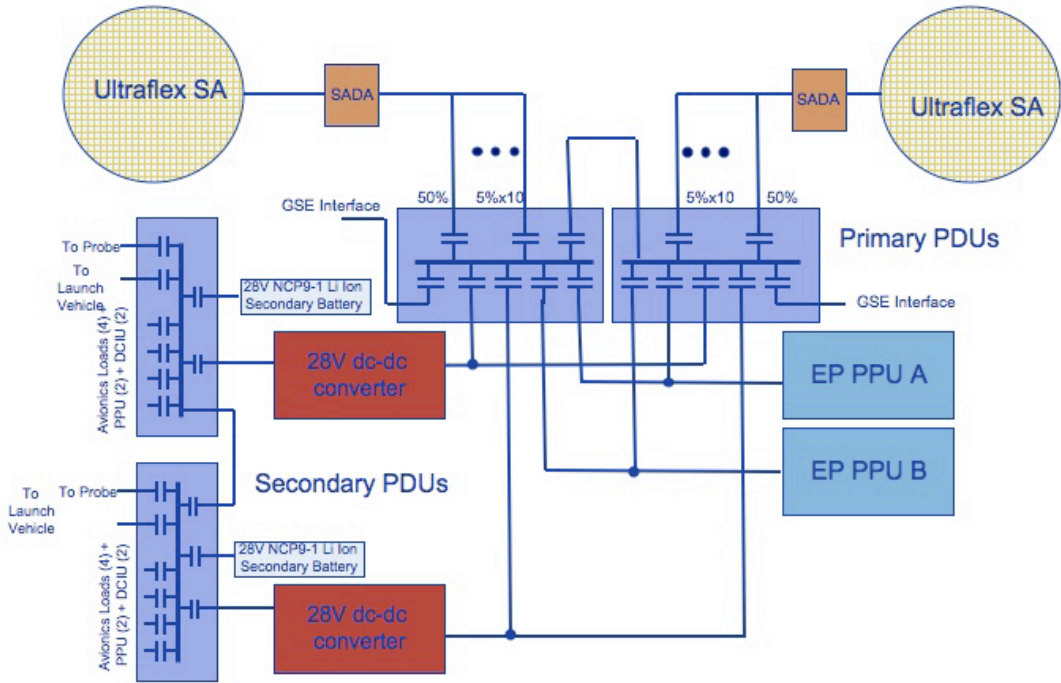 Ultraflex SA
SADA
SADA
Ultraflex SA
50%
5%x10
5%x10
50%
GSE Interface
Primary PDUs
GSE Interface
To Probe
To
Launch
Vehicle
28V NCP9-1 Li Ion
Secondary Battery
Avionics Loads (4) +
PPU (2) + DCIU (2)
28V dc-dc
converter
EP PPU A
EP PPU B
Secondary PDUs
To
Launch
Vehicle
To Probe
28V NCP9-1 Li Ion
Secondary Battery
Avionics Loads (4) +
PPU (2) + DCIU (2)
28V dc-dc
converter